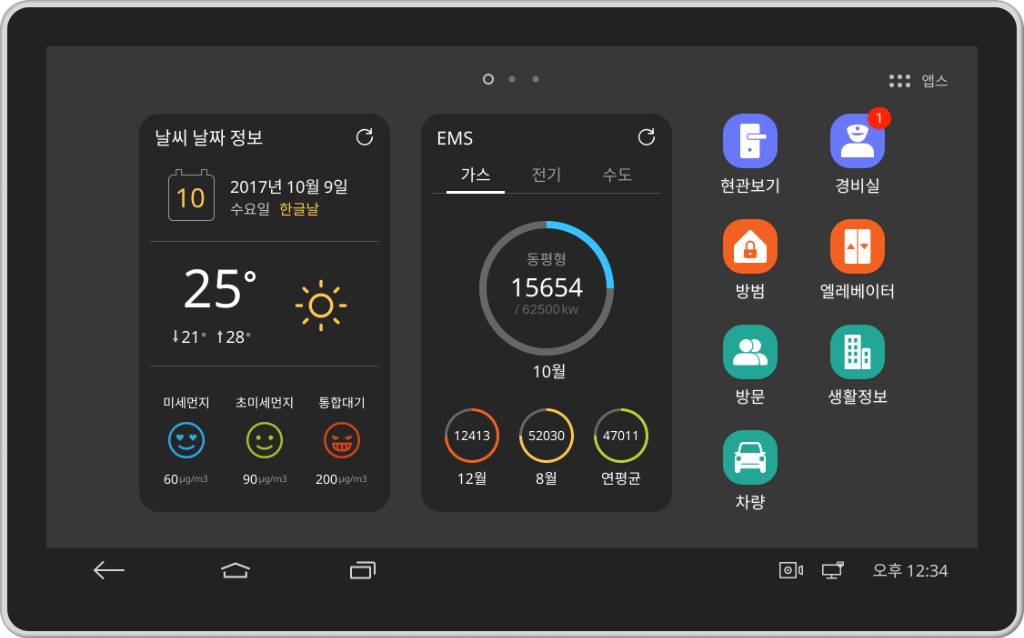 앱스
날씨 날짜 정보
10
2017년 10월 9일
수요일 한글날
25°
↓21° ↑28°
미세먼지 초미세먼지 통합대기
60μg/m3 90μg/m3 200μg/m3
EMS
가스 전기 수도
동평형
15654
/ 62500kw
10월
12413 52030 47011
12월 8월 연평균
1
현관보기 경비실
방범 엘레베이터
방문 생활정보
차량
오후 12:34